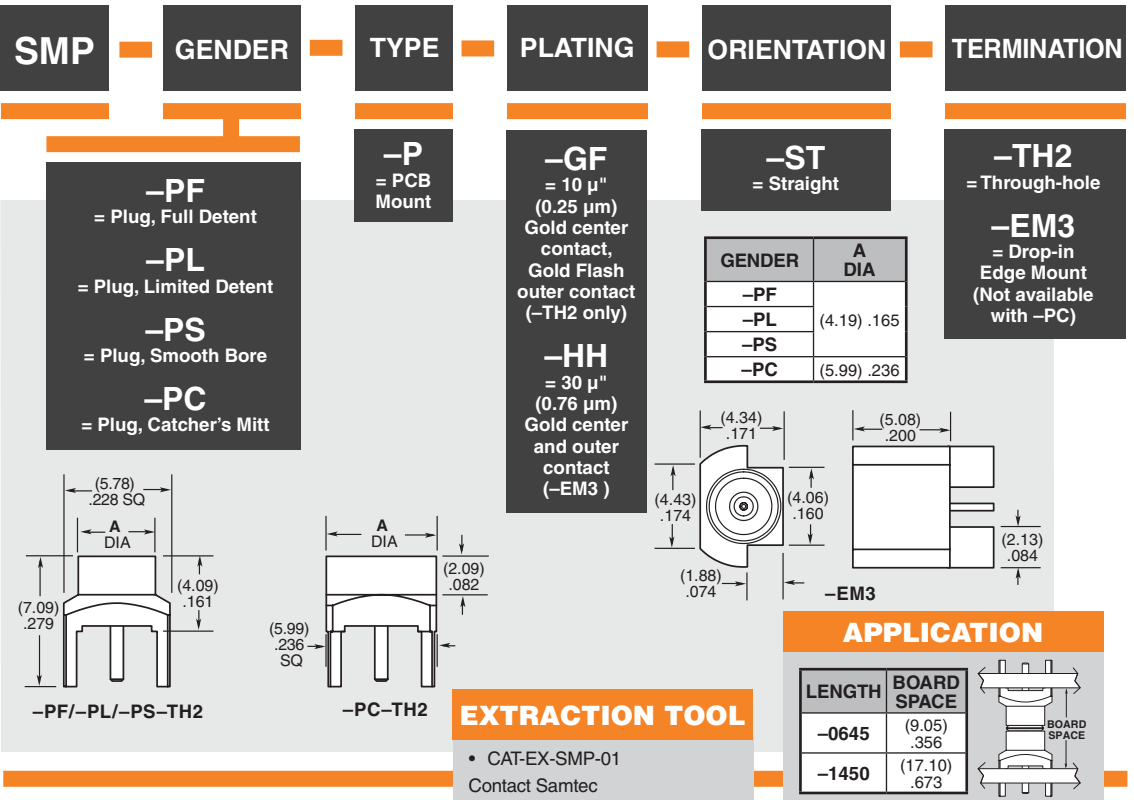 SMP
GENDER
TYPE
PLATING
ORIENTATION
TERMINATION
–PF
= Plug, Full Detent
–PL
= Plug, Limited Detent
–PS
= Plug, Smooth Bore
–PC
= Plug, Catcher's Mitt
–P
= PCB
Mount
–GF
= 10 µ"
(0.25 µm)
Gold center
contact,
Gold Flash
outer contact
(–TH2 only)
–HH
= 30 µ"
(0.76 µm)
Gold center
and outer
contact
(–EM3 )
–ST
= Straight
–TH2
= Through-hole
–EM3
= Drop-in
Edge Mount
(Not available
with –PC)
GENDER
A
DIA
–PF
–PL
–PS
(4.19) .165
–PC
(5.99) .236
(5.78)
.228 SQ
A
DIA
(7.09)
.279
(4.09)
.161
–PF/–PL/–PS–TH2
A
DIA
(2.09)
.082
(5.99)
.236
SQ
–PC–TH2
(4.34)
.171
(4.43)
.174
(4.06)
.160
(1.88)
.074
(5.08)
.200
(2.13)
.084
–EM3
EXTRACTION TOOL
• CAT-EX-SMP-01
Contact Samtec
APPLICATION
LENGTH
BOARD
SPACE
–0645
(9.05)
.356
–1450
(17.10)
.673
BOARD
SPACE